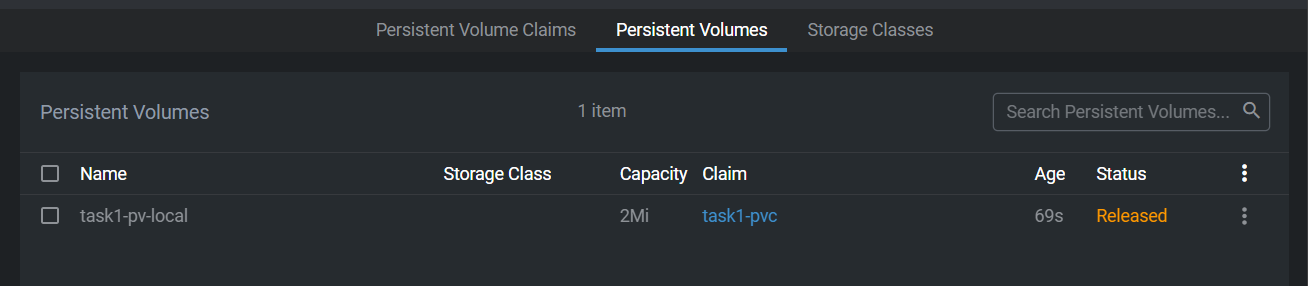 Persistent Volume Claims Persistent Volumes Storage Classes
Persistent Volumes 1 item Search Persistent Volumes...
Name Storage Class Capacity Claim Age Status
task1-pv-local 2Mi task1-pvc 69s Released